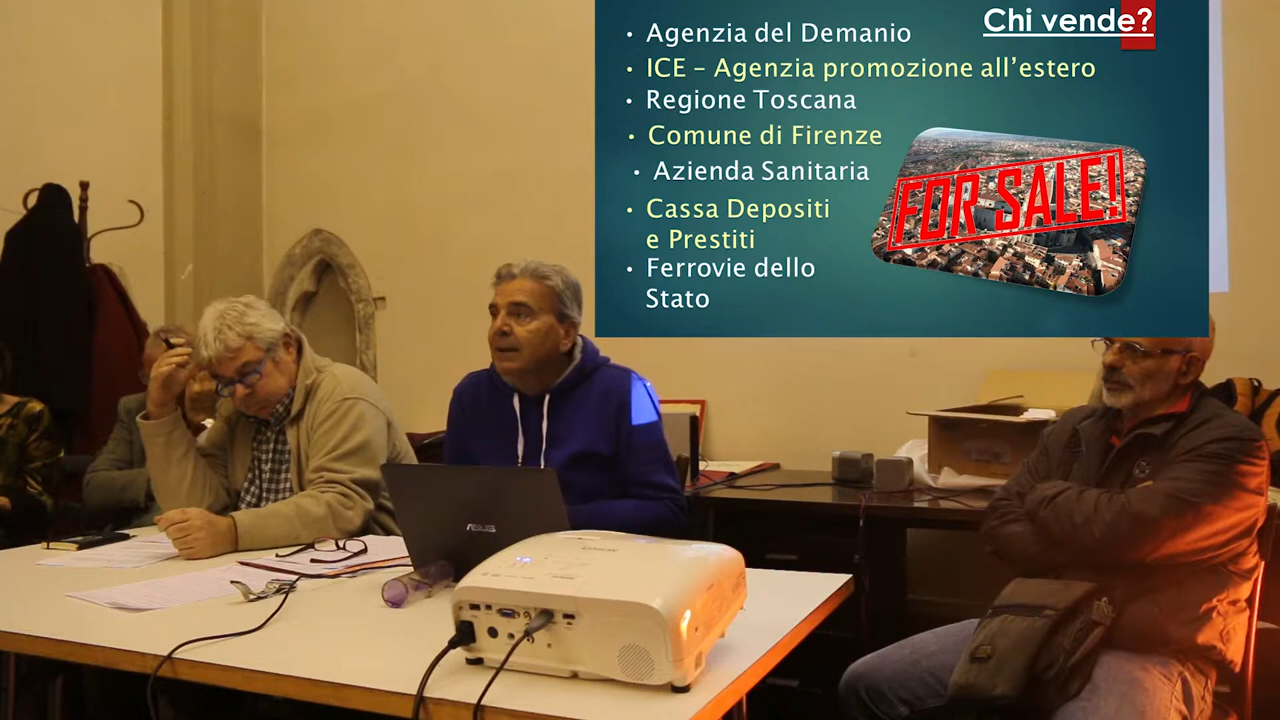 Chi vende?
• Agenzia del Demanio
• ICE – Agenzia promozione all'estero
• Regione Toscana
• Comune di Firenze
• Azienda Sanitaria
• Cassa Depositi
e Prestiti
• Ferrovie dello
Stato
FOR SALE!
ASUS
EPSON